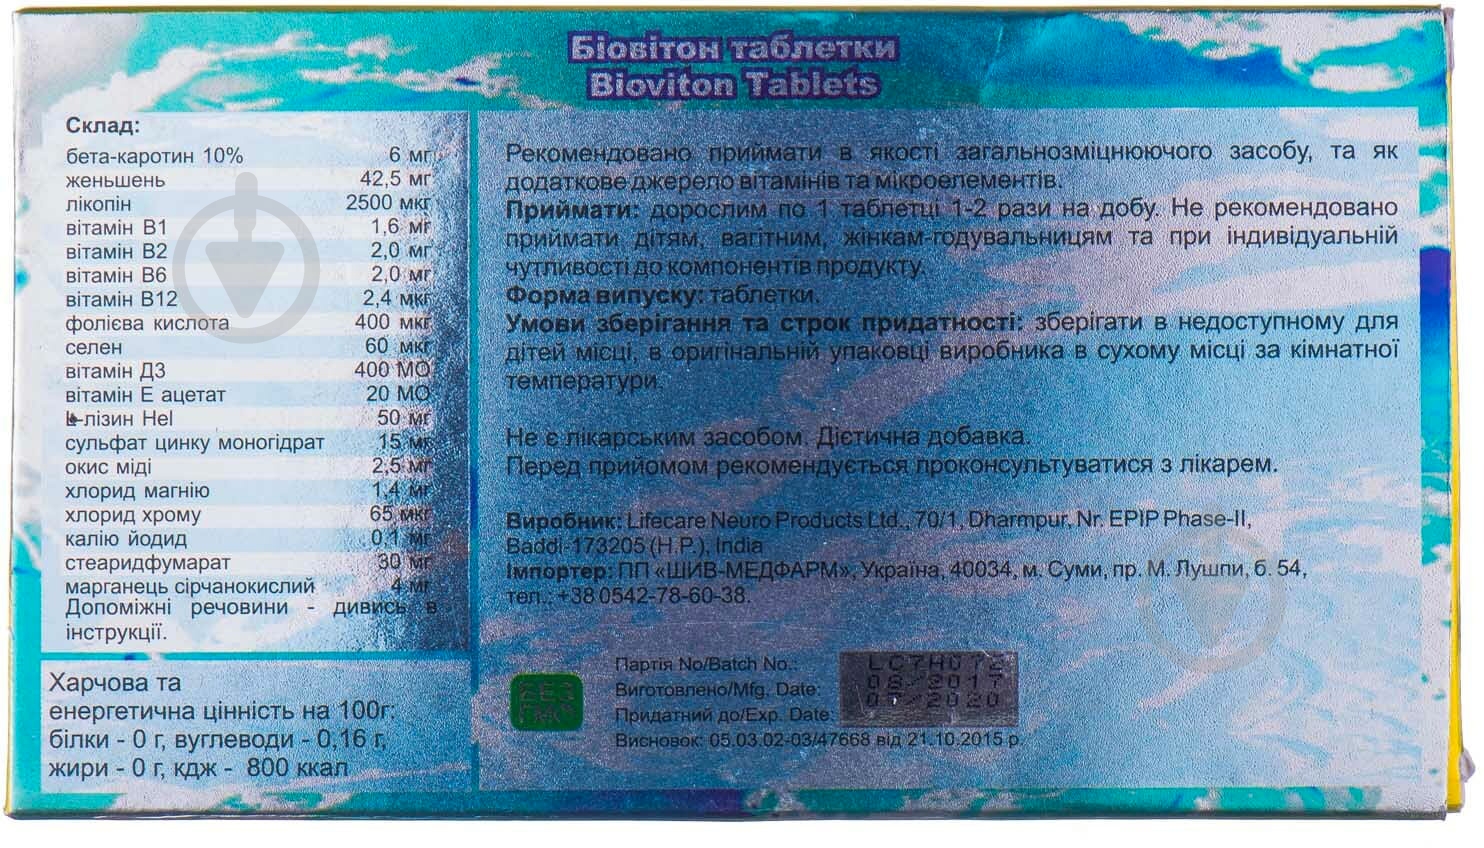 Біовітон таблетки
Bioviton Tablets
Склад:
бета-каротин 10% 6 мг
женьшень 42,5 мг
лікопін 2500 мкг
вітамін В1 1,6 мг
вітамін В2 2,0 мг
вітамін В6 2,0 мг
вітамін В12 2,4 мкг
фолієва кислота 400 мкг
селен 60 мкг
вітамін Д3 400 МО
вітамін Е ацетат 20 МО
L-лізин Hel 50 мг
сульфат цинку моногідрат 15 мг
окис міді 2,5 мг
хлорид магнію 1,4 мг
хлорид хрому 65 мкг
калію йодид 0,1 мг
стеаридфумарат 30 мг
марганець сірчанокислий 4 мг
Допоміжні речовини - дивись в
інструкції.
Харчова та
енергетична цінність на 100г:
білки - 0 г, вуглеводи - 0,16 г,
жири - 0 г, кдж - 800 ккал
Рекомендовано приймати в якості загальнозміцнюючого засобу, та як
додаткове джерело вітамінів та мікроелементів.
Приймати: дорослим по 1 таблетці 1-2 рази на добу. Не рекомендовано
приймати дітям, вагітним, жінкам-годувальницям та при індивідуальній
чутливості до компонентів продукту.
Форма випуску: таблетки.
Умови зберігання та строк придатності: зберігати в недоступному для
дітей місці, в оригінальній упаковці виробника в сухому місці за кімнатної
температури.
Не є лікарським засобом. Дієтична добавка.
Перед прийомом рекомендується проконсультуватися з лікарем.
Виробник: Lifecare Neuro Products Ltd., 70/1, Dharmpur. Nr. EPIP Phase-II,
Baddi-173205 (H.P.), India
Імпортер: ПП «ШИВ-МЕДФАРМ», Україна, 40034, м. Суми, пр. М. Лушпи, б. 54,
тел.: +38 0542-78-60-38.
БЕЗ
ГМО
Партія No/Batch No.: LC7H072
Виготовлено/Mfg. Date: 08/2017
Придатний до/Exp. Date: 07/2020
Висновок: 05.03.02-03/47668 від 21.10.2015 р.